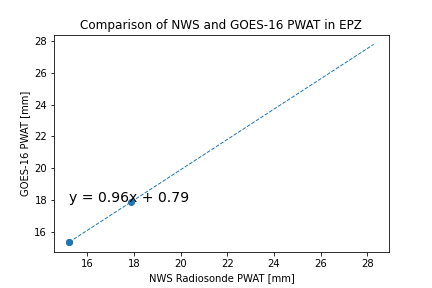 Comparison of NWS and GOES-16 PWAT in EPZ
GOES-16 PWAT [mm]
28
26
24
22
20
18
16
y = 0.96x + 0.79
16 18 20 22 24 26 28
NWS Radiosonde PWAT [mm]